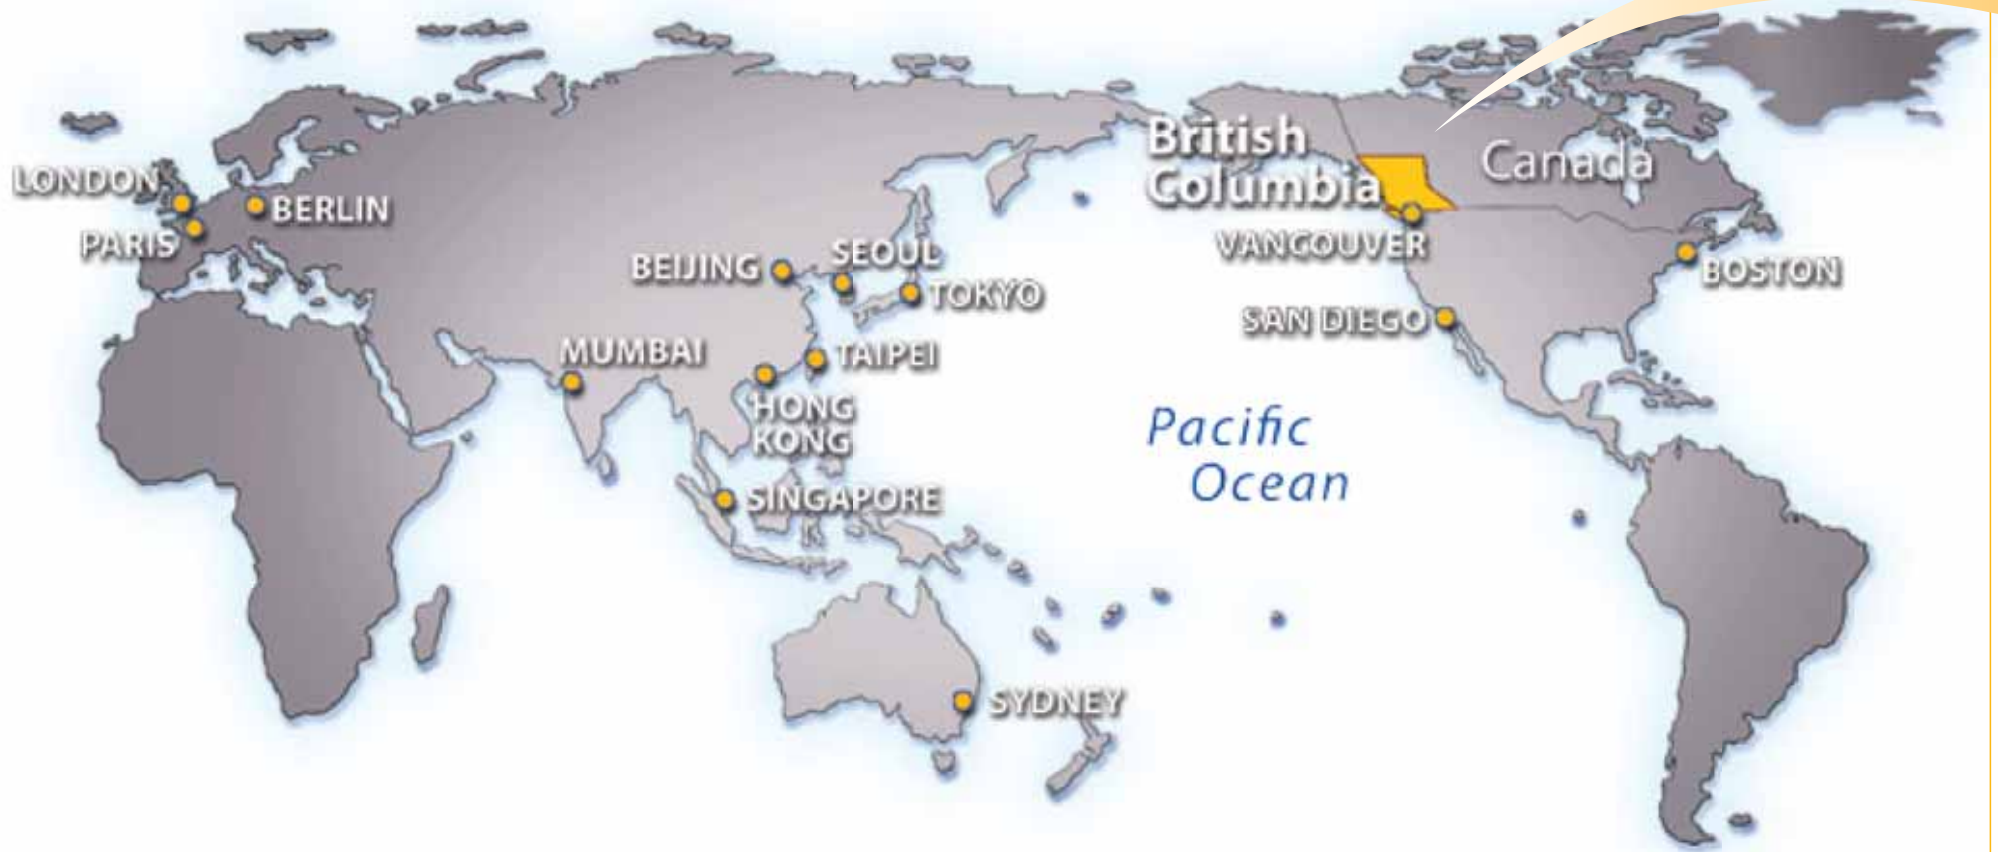 British
Columbia
Canada
LONDON
BERLIN
PARIS
VANCOUVER
BEIJING
SEOUL
BOSTON
TOKYO
SAN DIEGO
MUMBAI
TAIPEI
HONG
KONG
Pacific
Ocean
SINGAPORE
SYDNEY